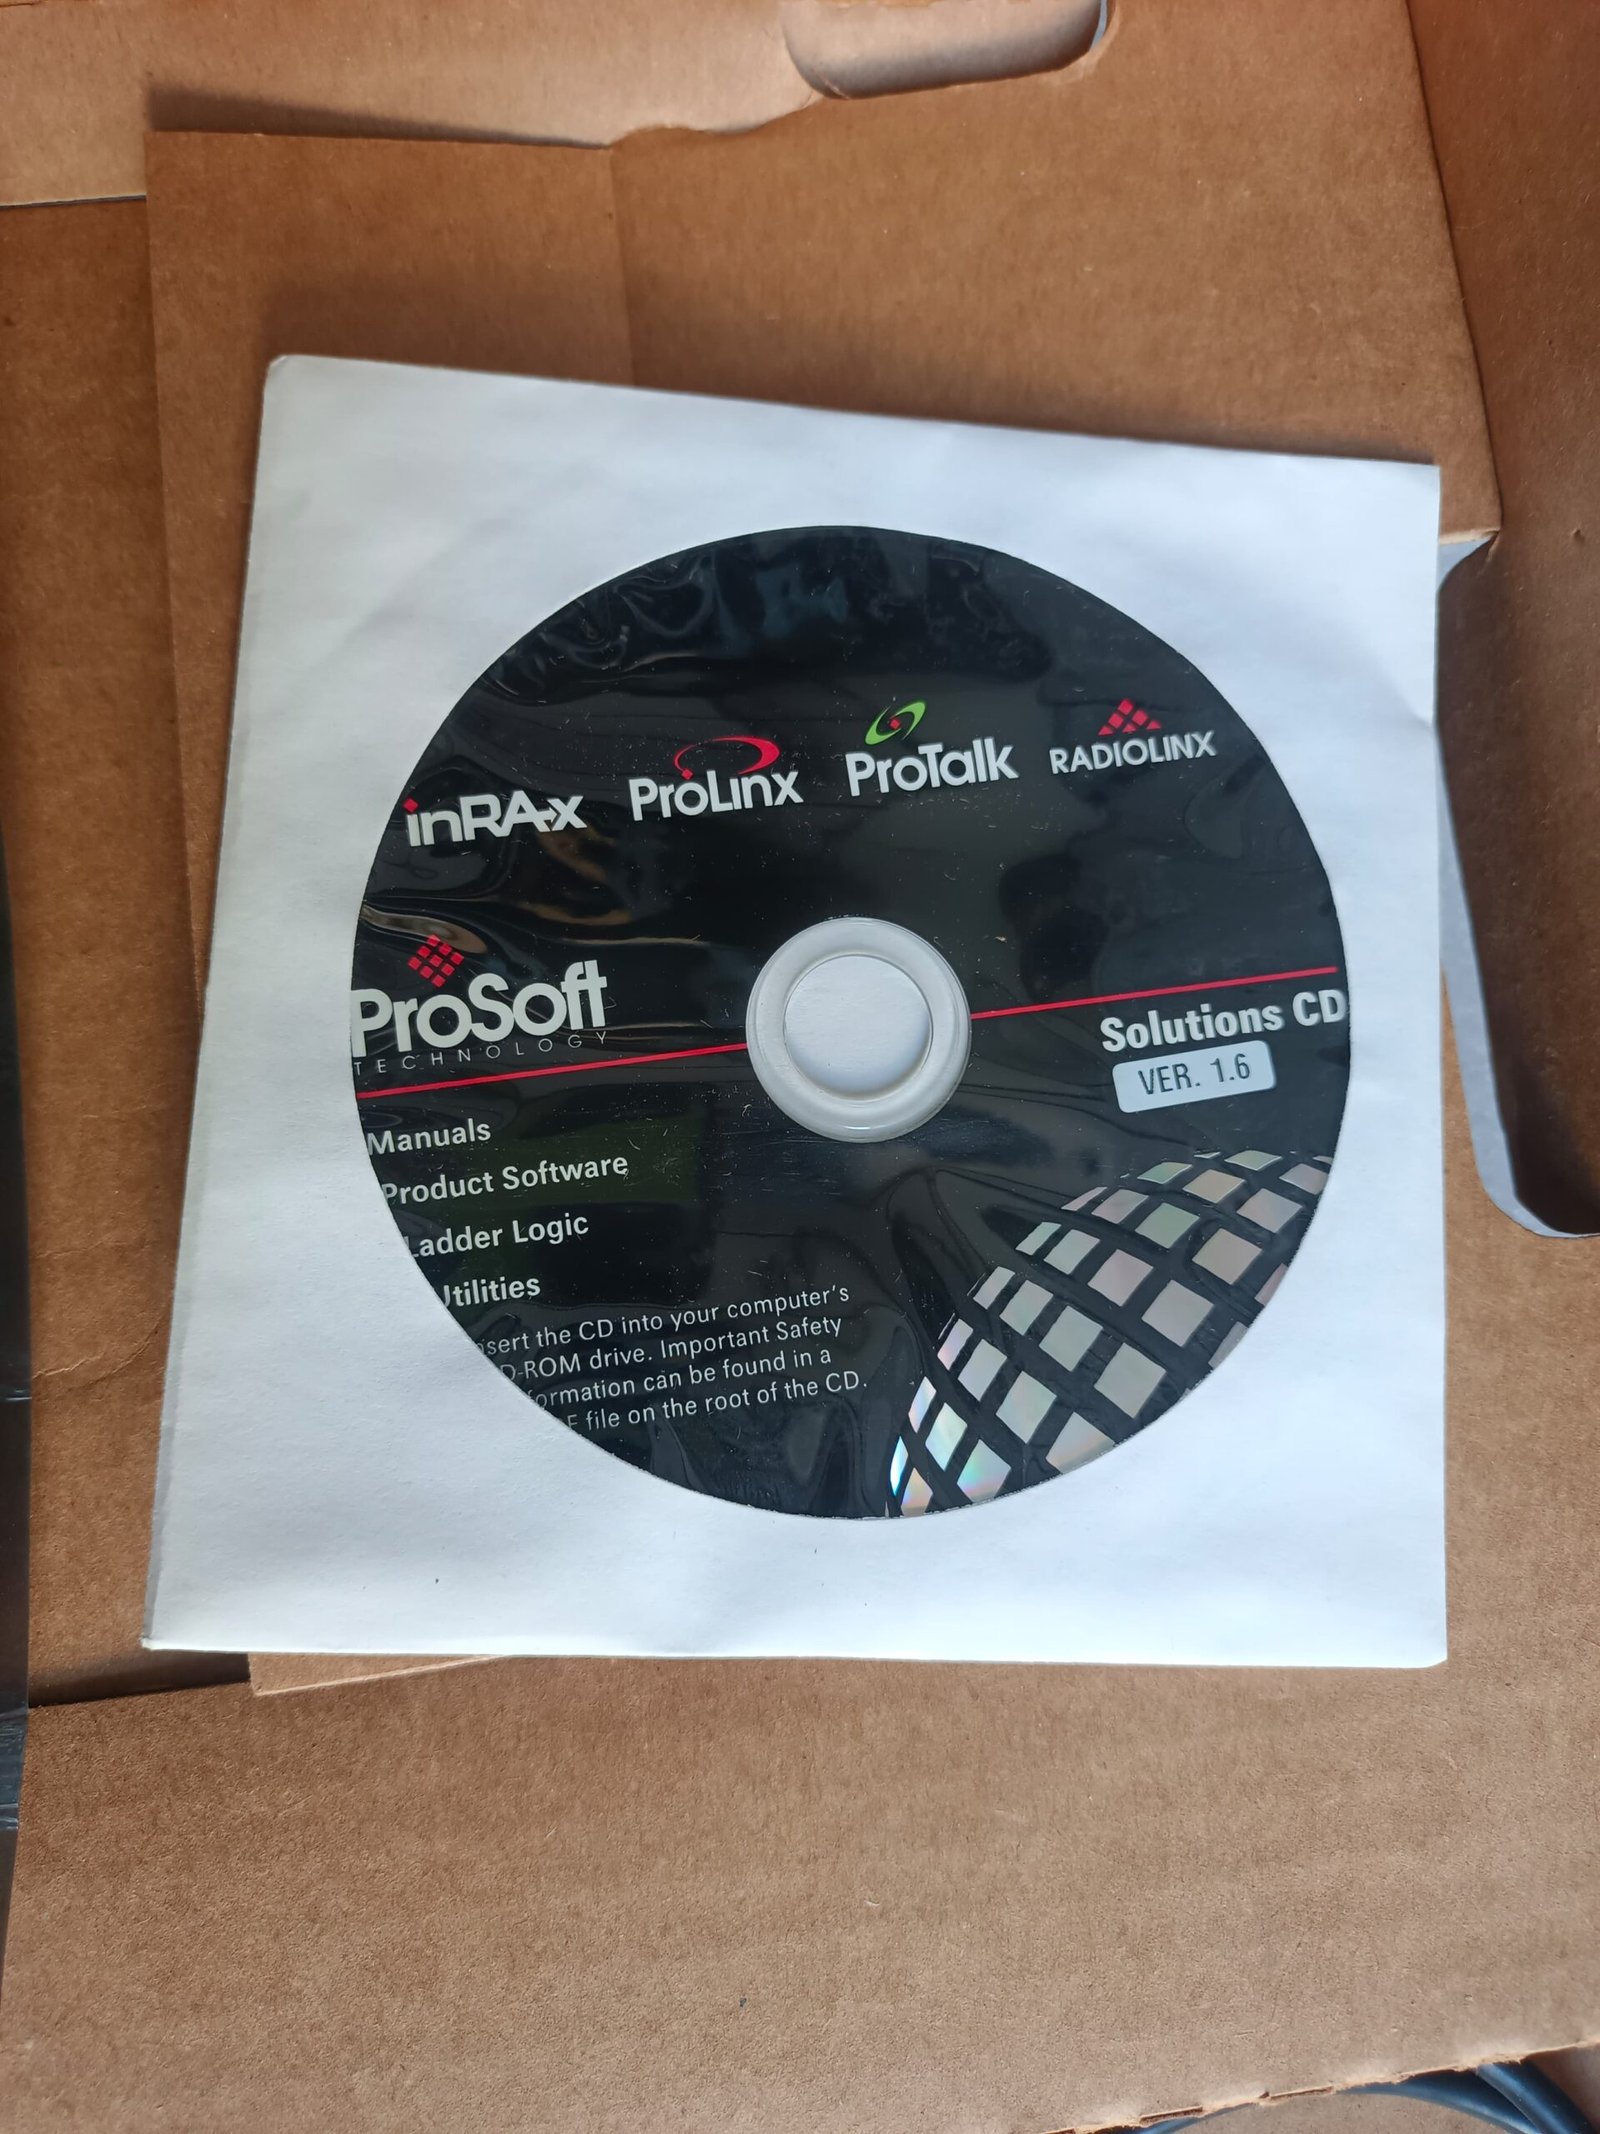 inRAx
ProLinx
ProTalk
RADIOLINX
ProSoft
TECHNOLOGY
Solutions CD
VER. 1.6
Manuals
Product Software
Ladder Logic
Utilities
nsert the CD into your computer's
D-ROM drive. Important Safety
formation can be found in a
F file on the root of the CD.